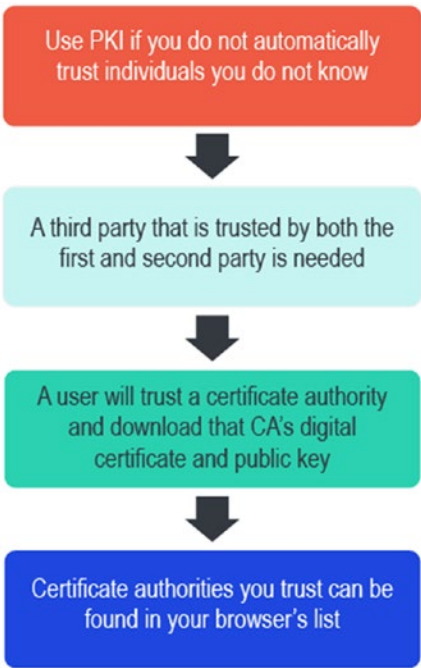 Use PKI if you do not automatically
trust individuals you do not know
A third party that is trusted by both the
first and second party is needed
A user will trust a certificate authority
and download that CA's digital
certificate and public key
Certificate authorities you trust can be
found in your browser's list